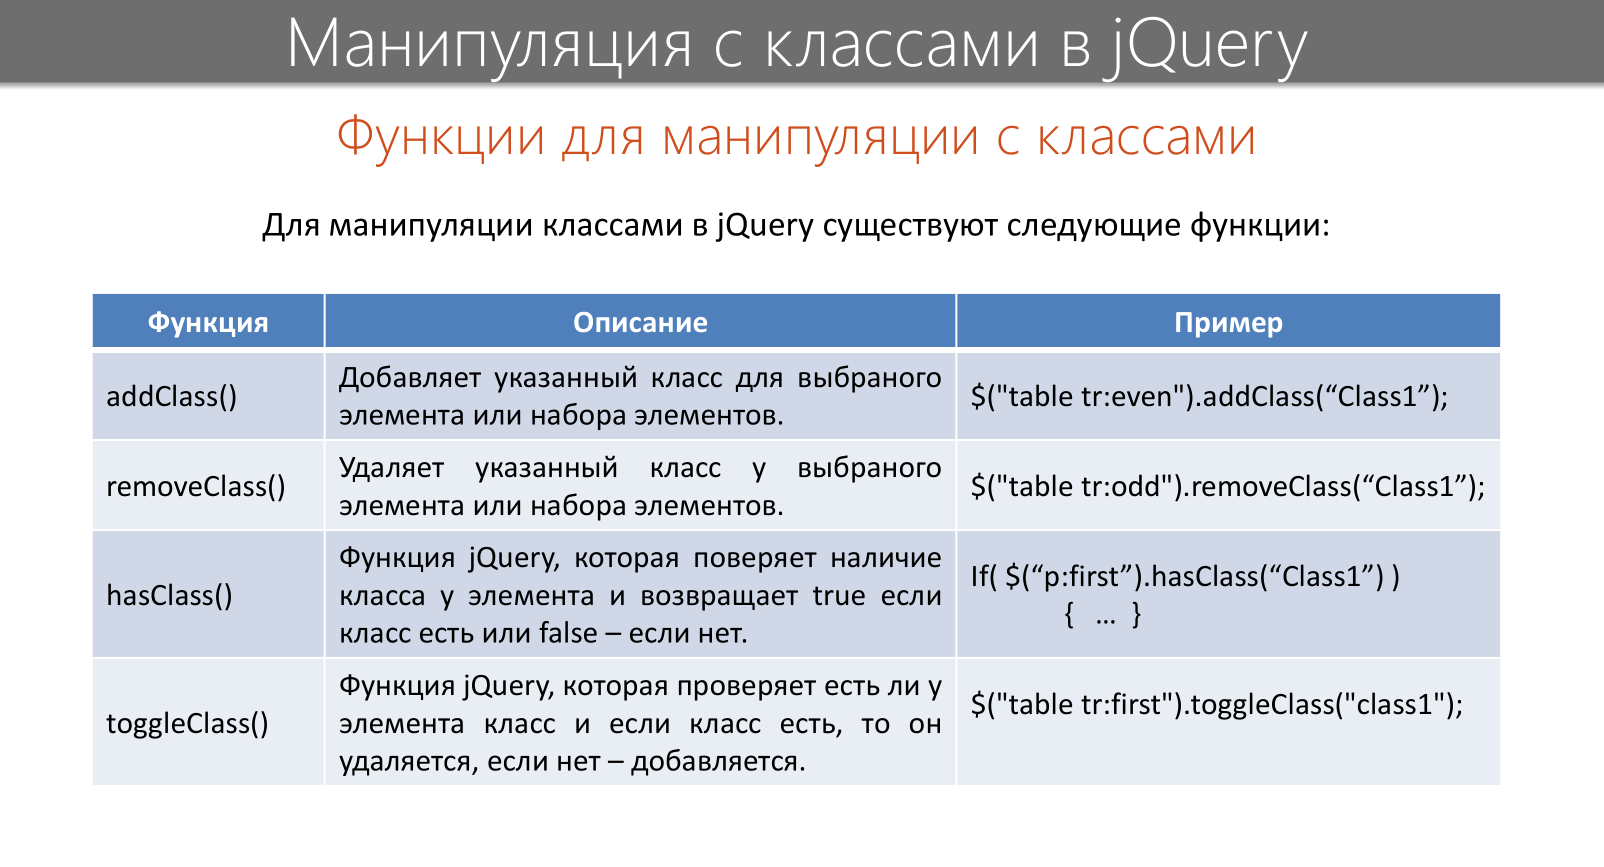 Манипуляция с классами в jQuery
Функции для манипуляции с классами
Для манипуляции классами в jQuery существуют следующие функции:
Функция
Описание
Пример
addClass()
Добавляет указанный класс для выбраного
элемента или набора элементов.
$("table tr:even").addClass(“Class1”);
removeClass()
Удаляет указанный класс у выбраного
элемента или набора элементов.
$("table tr:odd").removeClass(“Class1”);
hasClass()
Функция jQuery, которая поверяет наличие
класса у элемента и возвращает true если
класс есть или false – если нет.
If( $(“p:first”).hasClass(“Class1”) )
{ ... }
toggleClass()
Функция jQuery, которая проверяет есть ли у
элемента класс и если класс есть, то он
удаляется, если нет – добавляется.
$("table tr:first").toggleClass("class1");